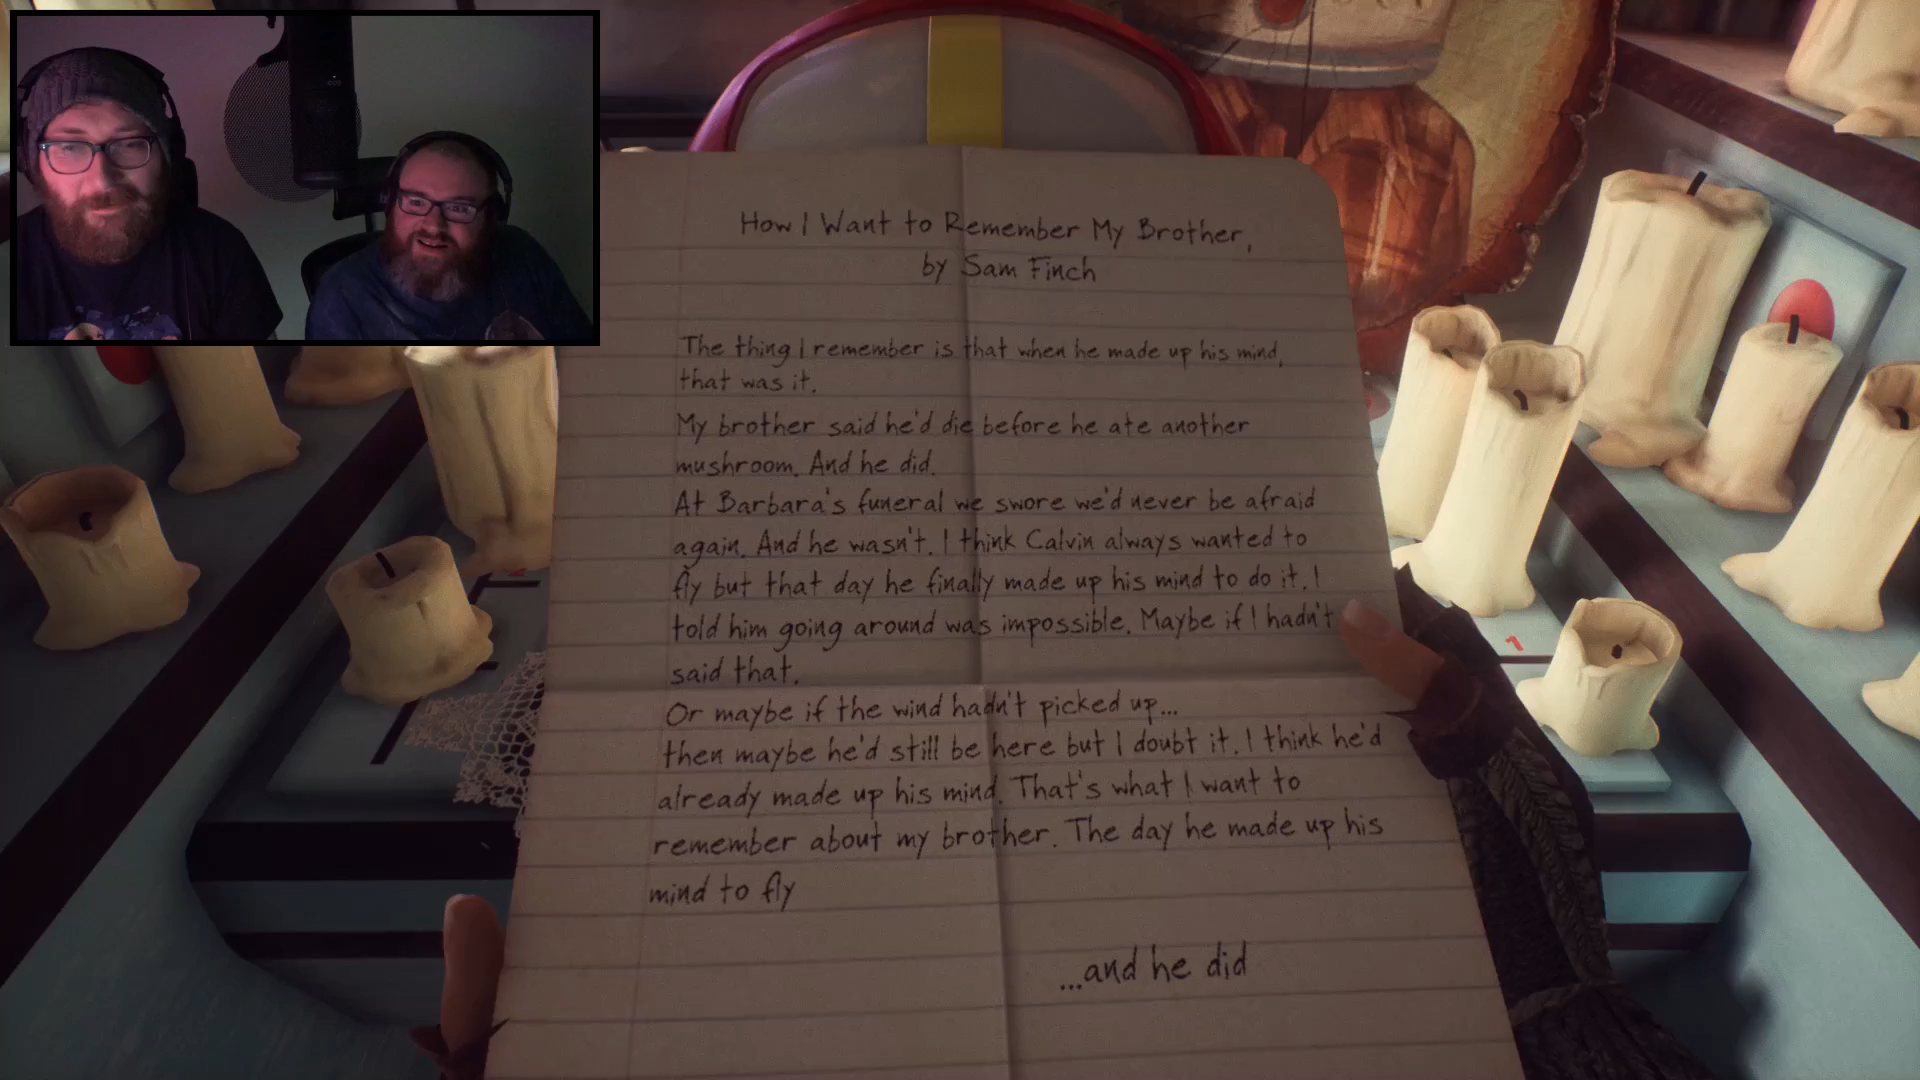 How I Want to Remember My Brother,
by Sam Finch
The thing I remember is that when he made up his mind,
that was it.
My brother said he'd die before he ate another
mushroom. And he did.
At Barbara's funeral we swore we'd never be afraid
again. And he wasn't. I think Calvin always wanted to
fly but that day he finally made up his mind to do it. I
told him going around was impossible. Maybe if I hadn't
said that.
Or maybe if the wind hadn't picked up...
then maybe he'd still be here but I doubt it. I think he'd
already made up his mind. That's what I want to
remember about my brother. The day he made up his
mind to fly
...and he did